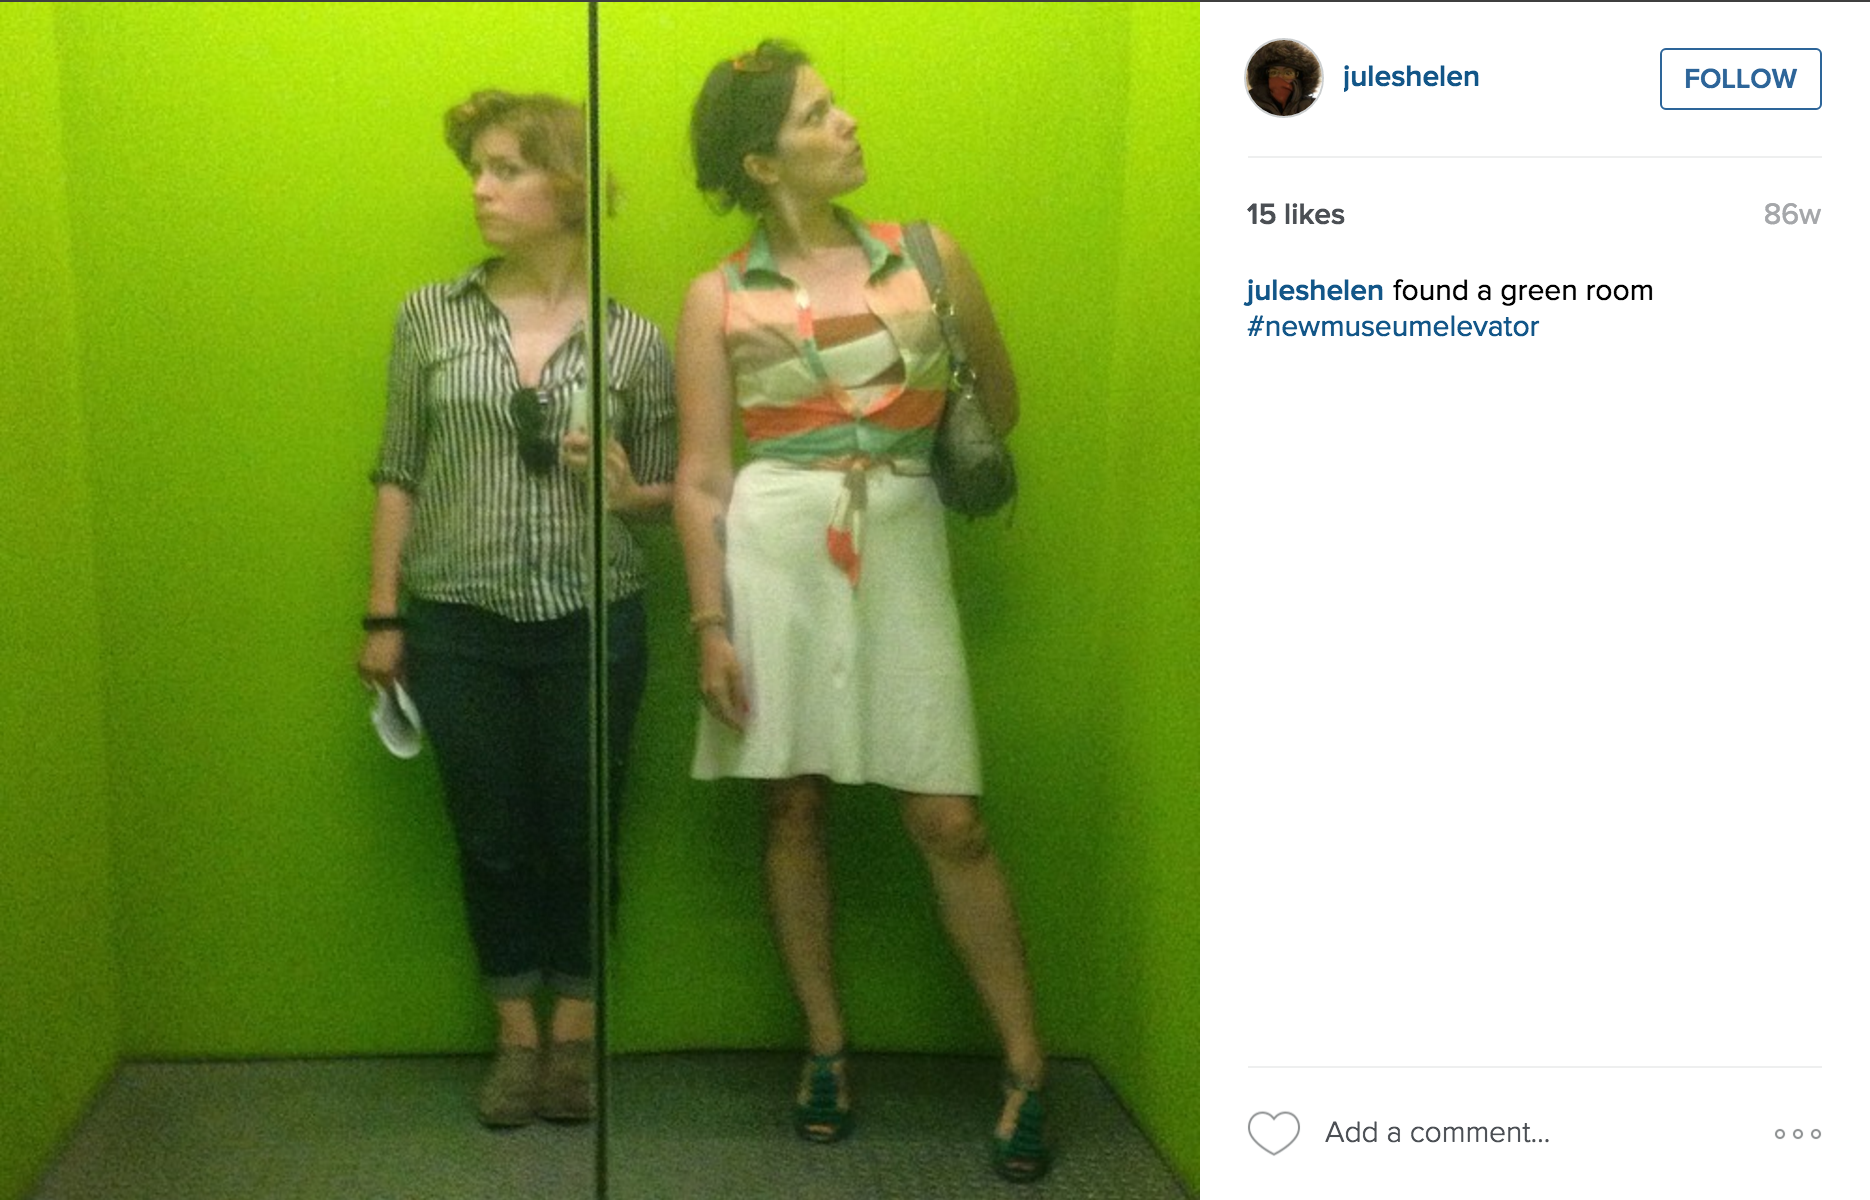 juleshelen
FOLLOW
15 likes
86w
juleshelen found a green room
#newmuseumelevator
Add a comment...